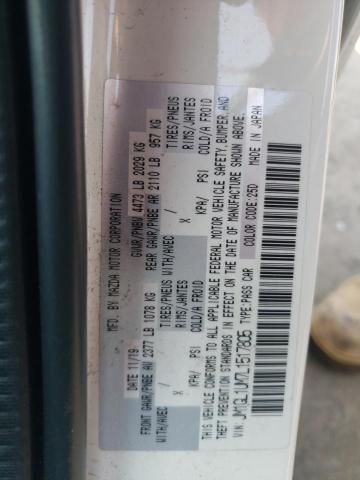 MFD. BY MAZDA MOTOR CORPORATION
GVWR/PNBV 4473 LB 2029 KG
DATE: 11/19
FRONT GAWR/PNBE AV 2377 LB 1078 KG REAR GAWR/PNBE AR 2110 LB 957 KG
WITH/AVEC / TIRES/PNEUS WITH/AVEC / TIRES/PNEUS
X RIMS/JANTES X RIMS/JANTES
KPA/ PSI COLD/A FROID KPA/ PSI COLD/A FROID
THIS VEHICLE CONFORMS TO ALL APPLICABLE FEDERAL MOTOR VEHICLE SAFETY, BUMPER, AND
THEFT PREVENTION STANDARDS IN EFFECT ON THE DATE OF MANUFACTURE SHOWN ABOVE.
VIN: JM1GL1UM7L1517805 TYPE:PASS CAR COLOR CODE:25D MADE IN JAPAN